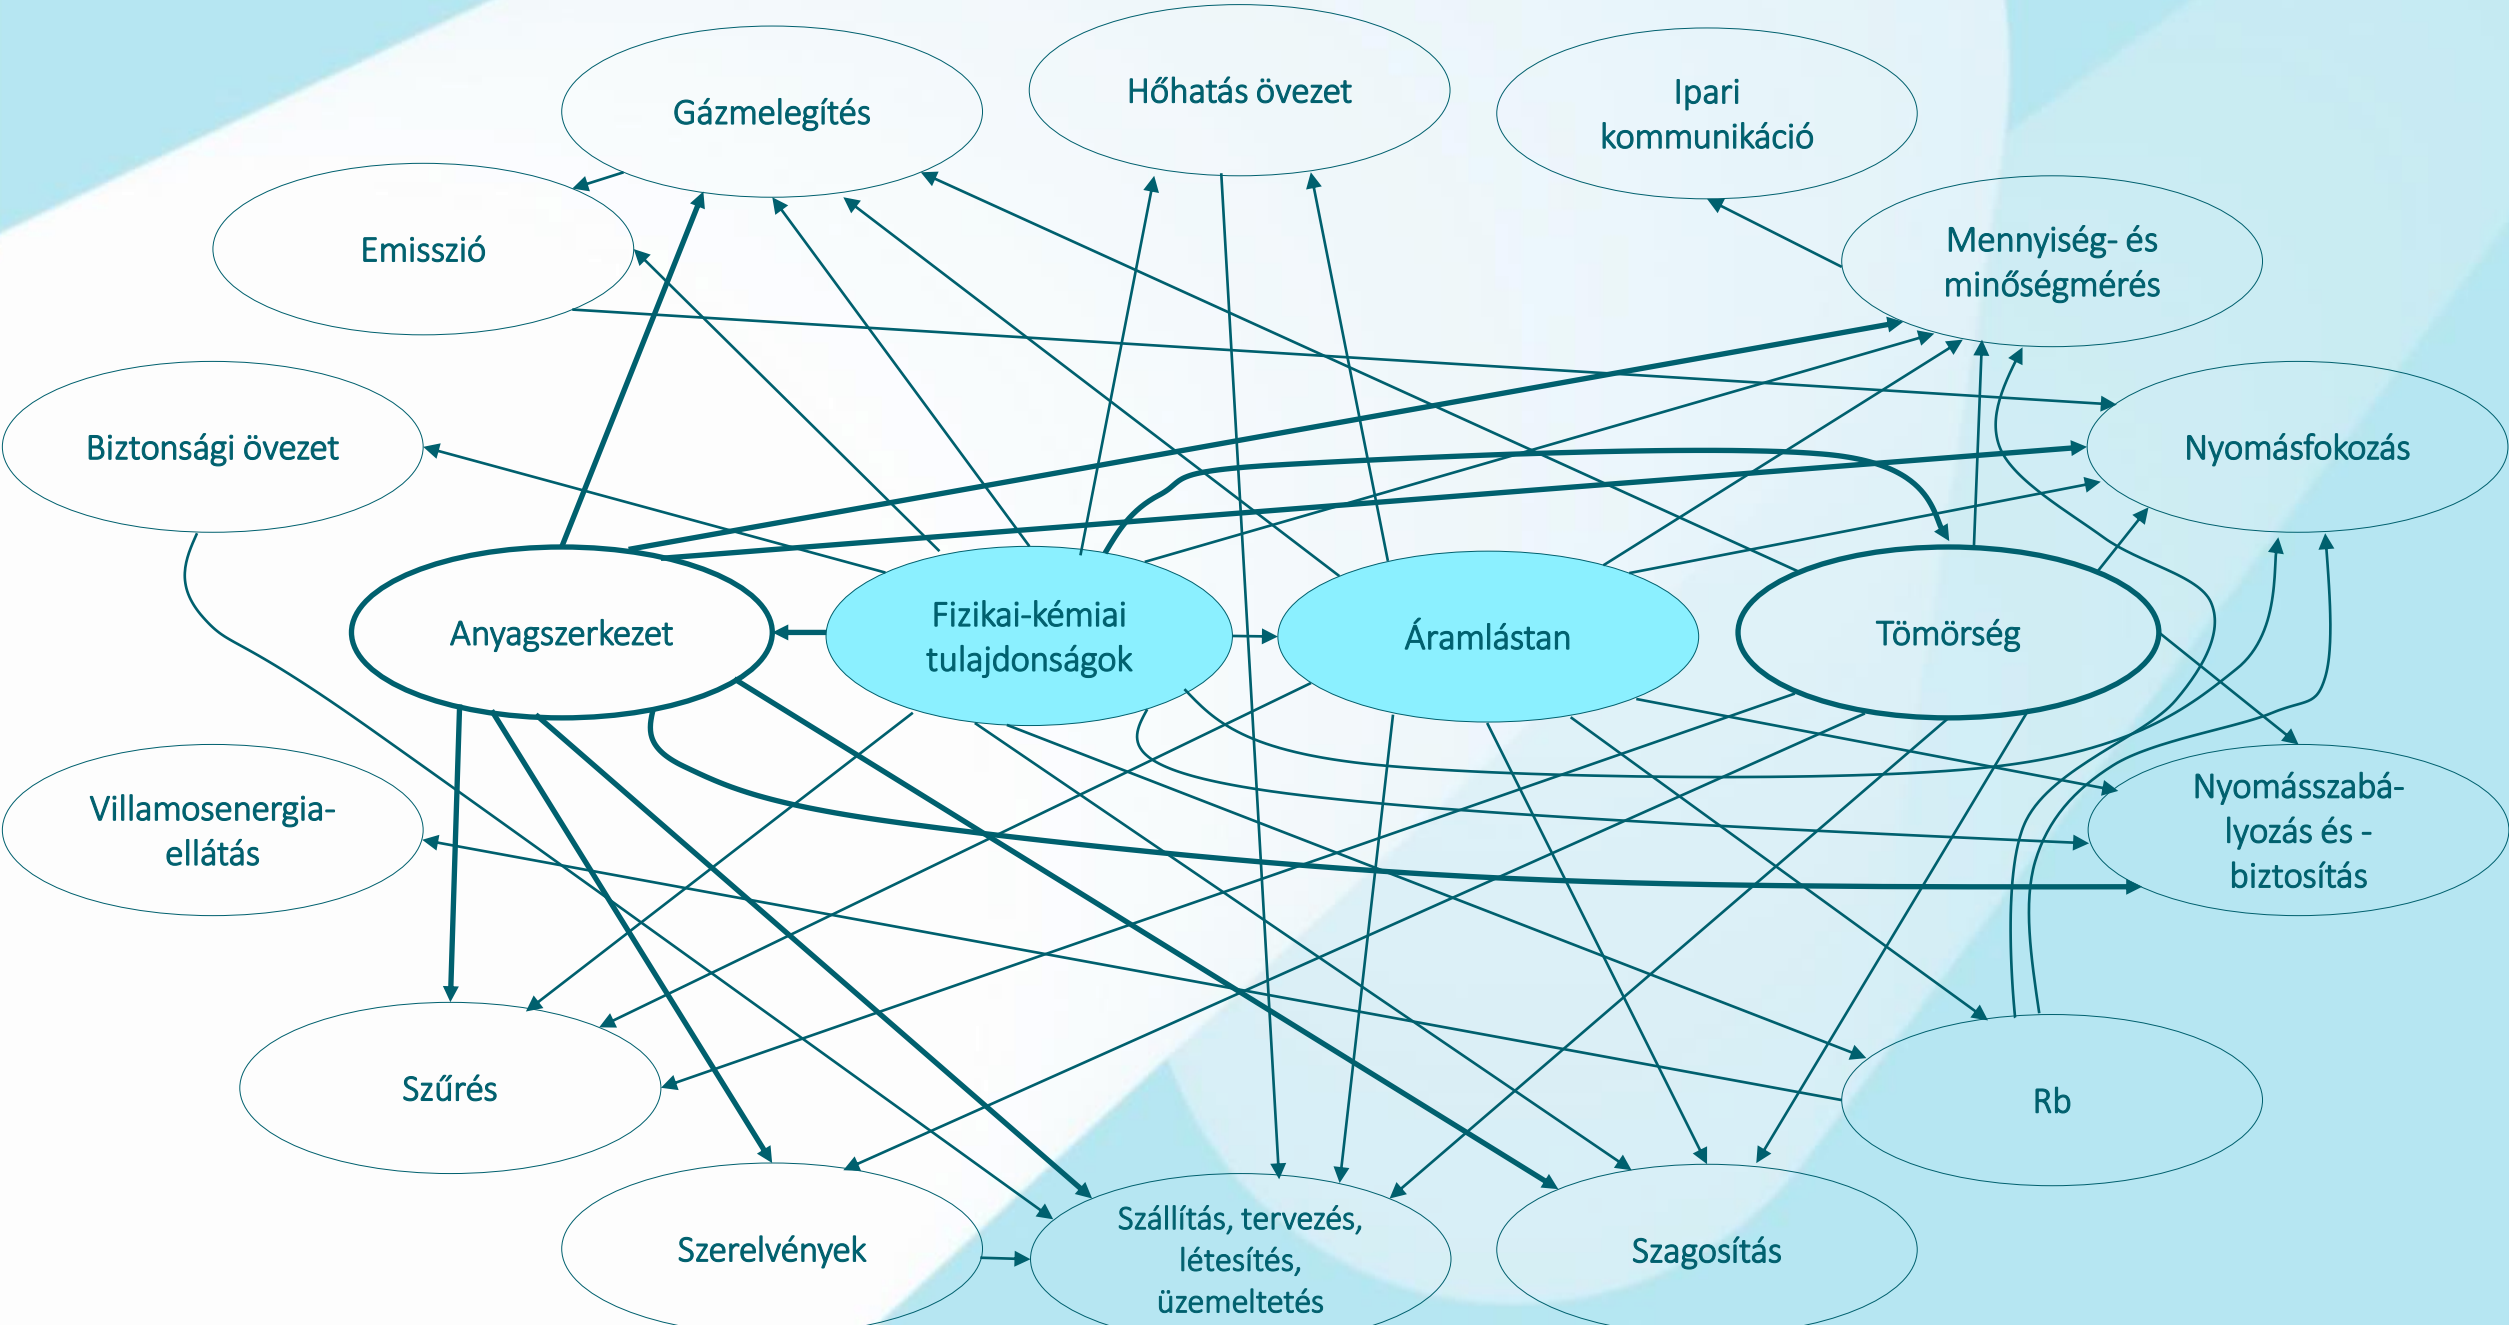 Gázmelegítés
Hőhatás övezet
Ipari
kommunikáció
Emisszió
Mennyiség- és
minőségmérés
Biztonsági övezet
Nyomásfokozás
Anyagszerkezet
Fizikai-kémiai
tulajdonságok
Áramlástan
Tömörség
Villamosenergia-
ellátás
Nyomásszabá-
lyozás és -
biztosítás
Szűrés
Rb
Szerelvények
Szállítás, tervezés,
létesítés,
üzemeltetés
Szagosítás